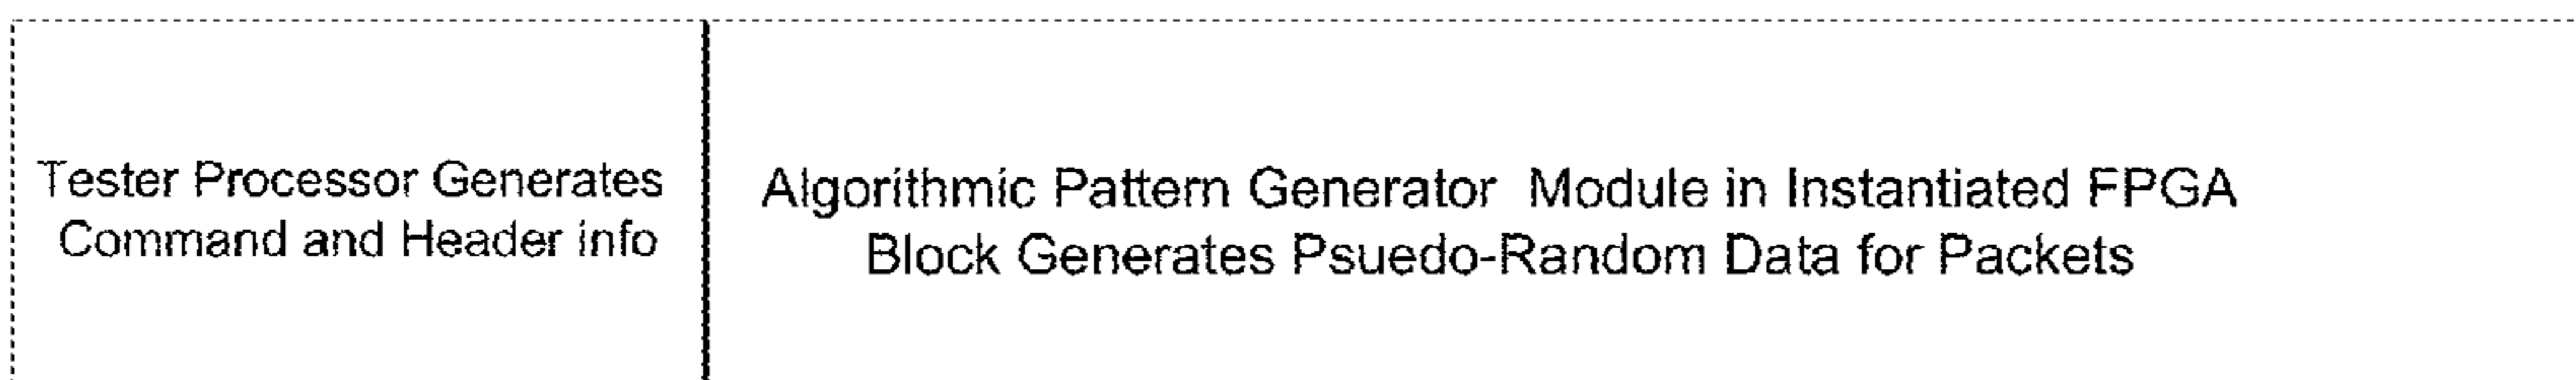 Tester Processor Generates
Command and Header info
Algorithmic Pattern Generator Module in Instantiated FPGA
Block Generates Psuedo-Random Data for Packets